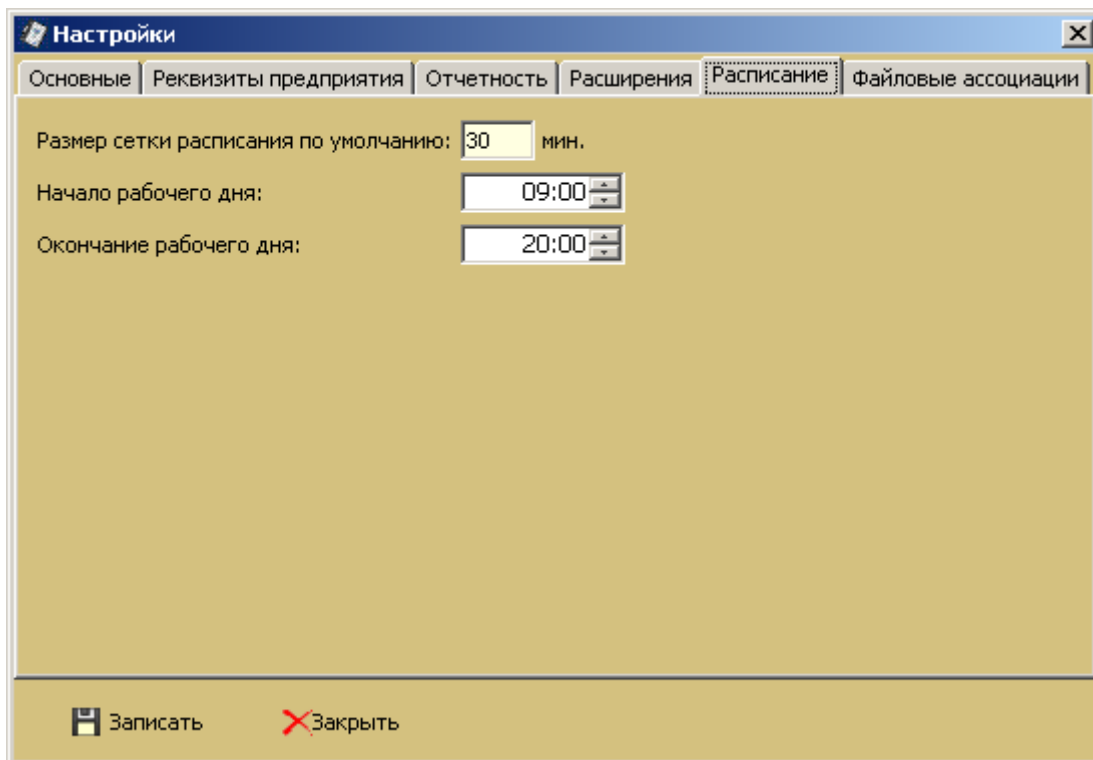 Настройки
Основные Реквизиты предприятия Отчетность Расширения Расписание Файловые ассоциации
Размер сетки расписания по умолчанию: 30 мин.
Начало рабочего дня: 09:00
Окончание рабочего дня: 20:00
Записать Закрыть